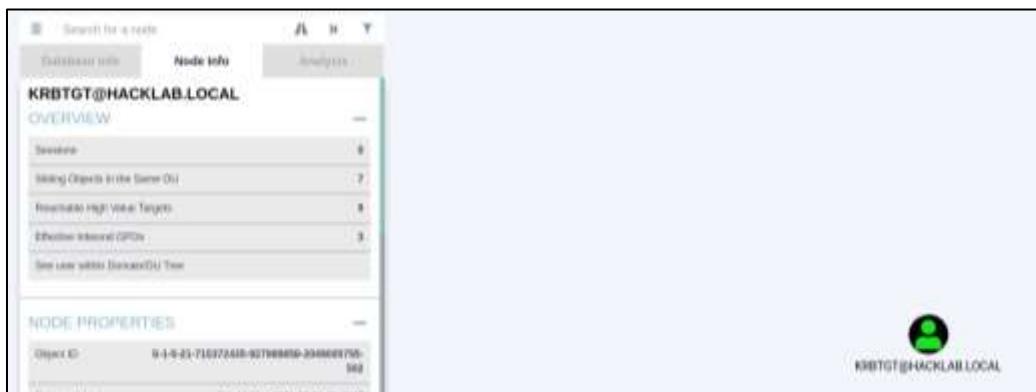 Search for a node
Database Info Node Info Analysis
KRBTGT@HACKLAB.LOCAL
OVERVIEW
Sessions
Sibling Objects in the Same OU 7
Reachable High Value Targets
Effective Inbound GPOs 3
See user within Domain/OU Tree
NODE PROPERTIES
Object ID
KRBTGT@HACKLAB.LOCAL